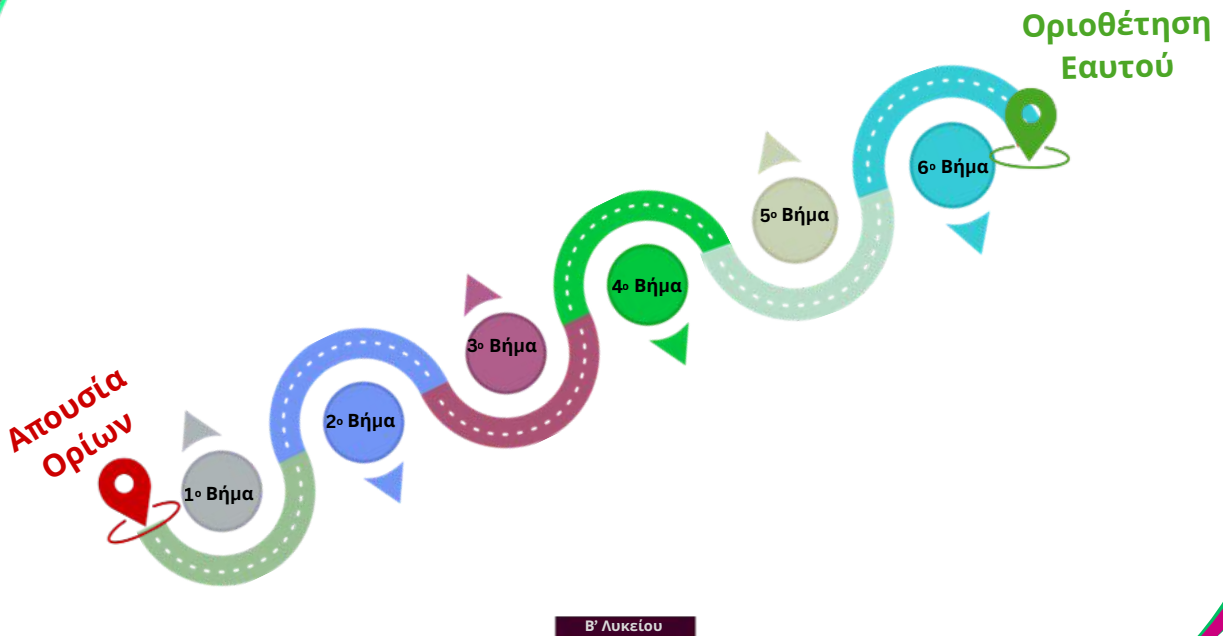 Οριοθέτηση
Εαυτού
6ο Βήμα
5ο Βήμα
4ο Βήμα
3ο Βήμα
Απουσία
Ορίων
2ο Βήμα
1ο Βήμα
Β’ Λυκείου